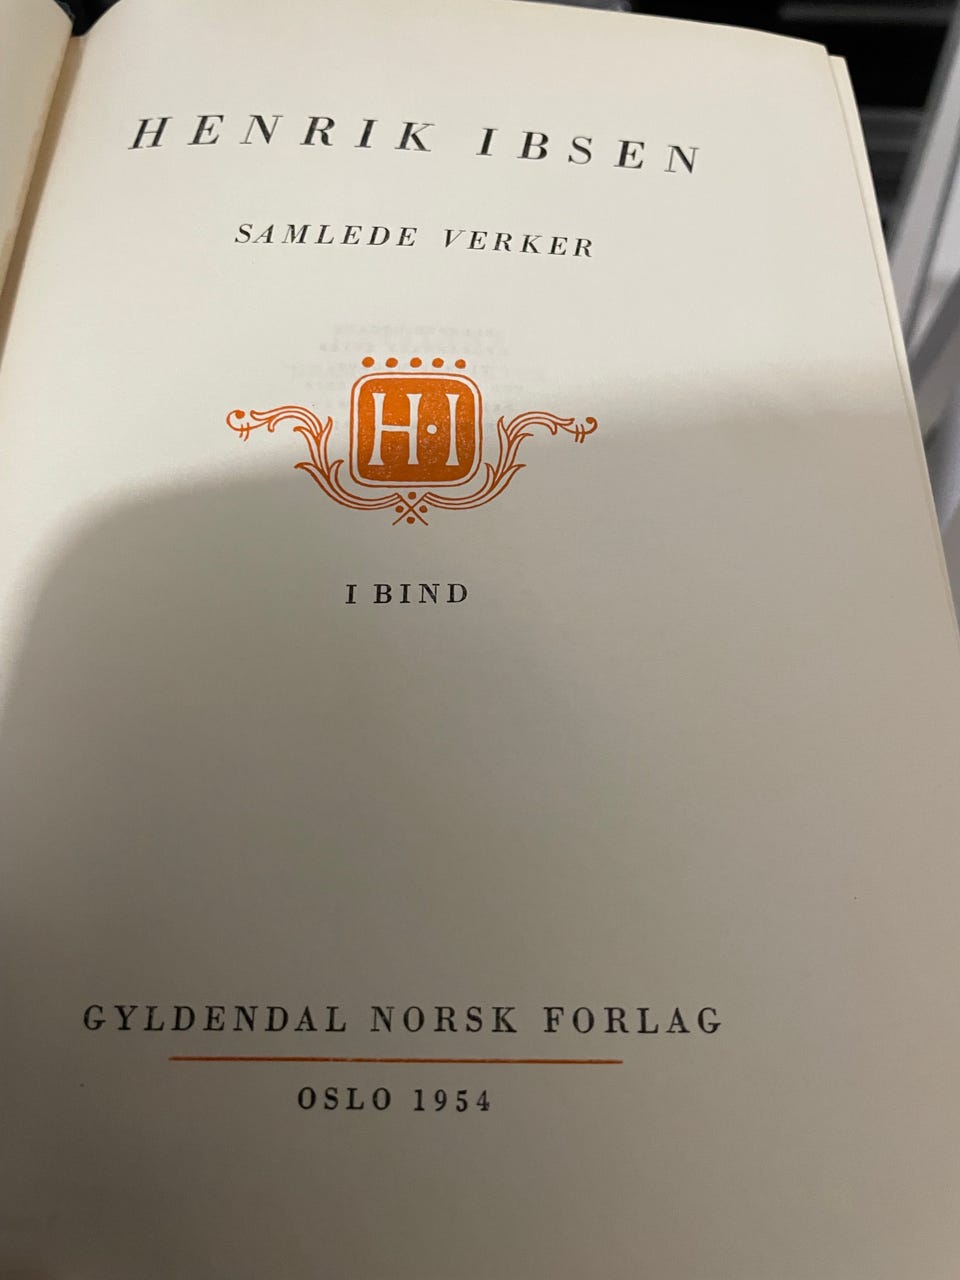 HENRIK IBSEN
SAMLEDE VERKER
H·I
I BIND
GYLDENDAL NORSK FORLAG
OSLO 1954